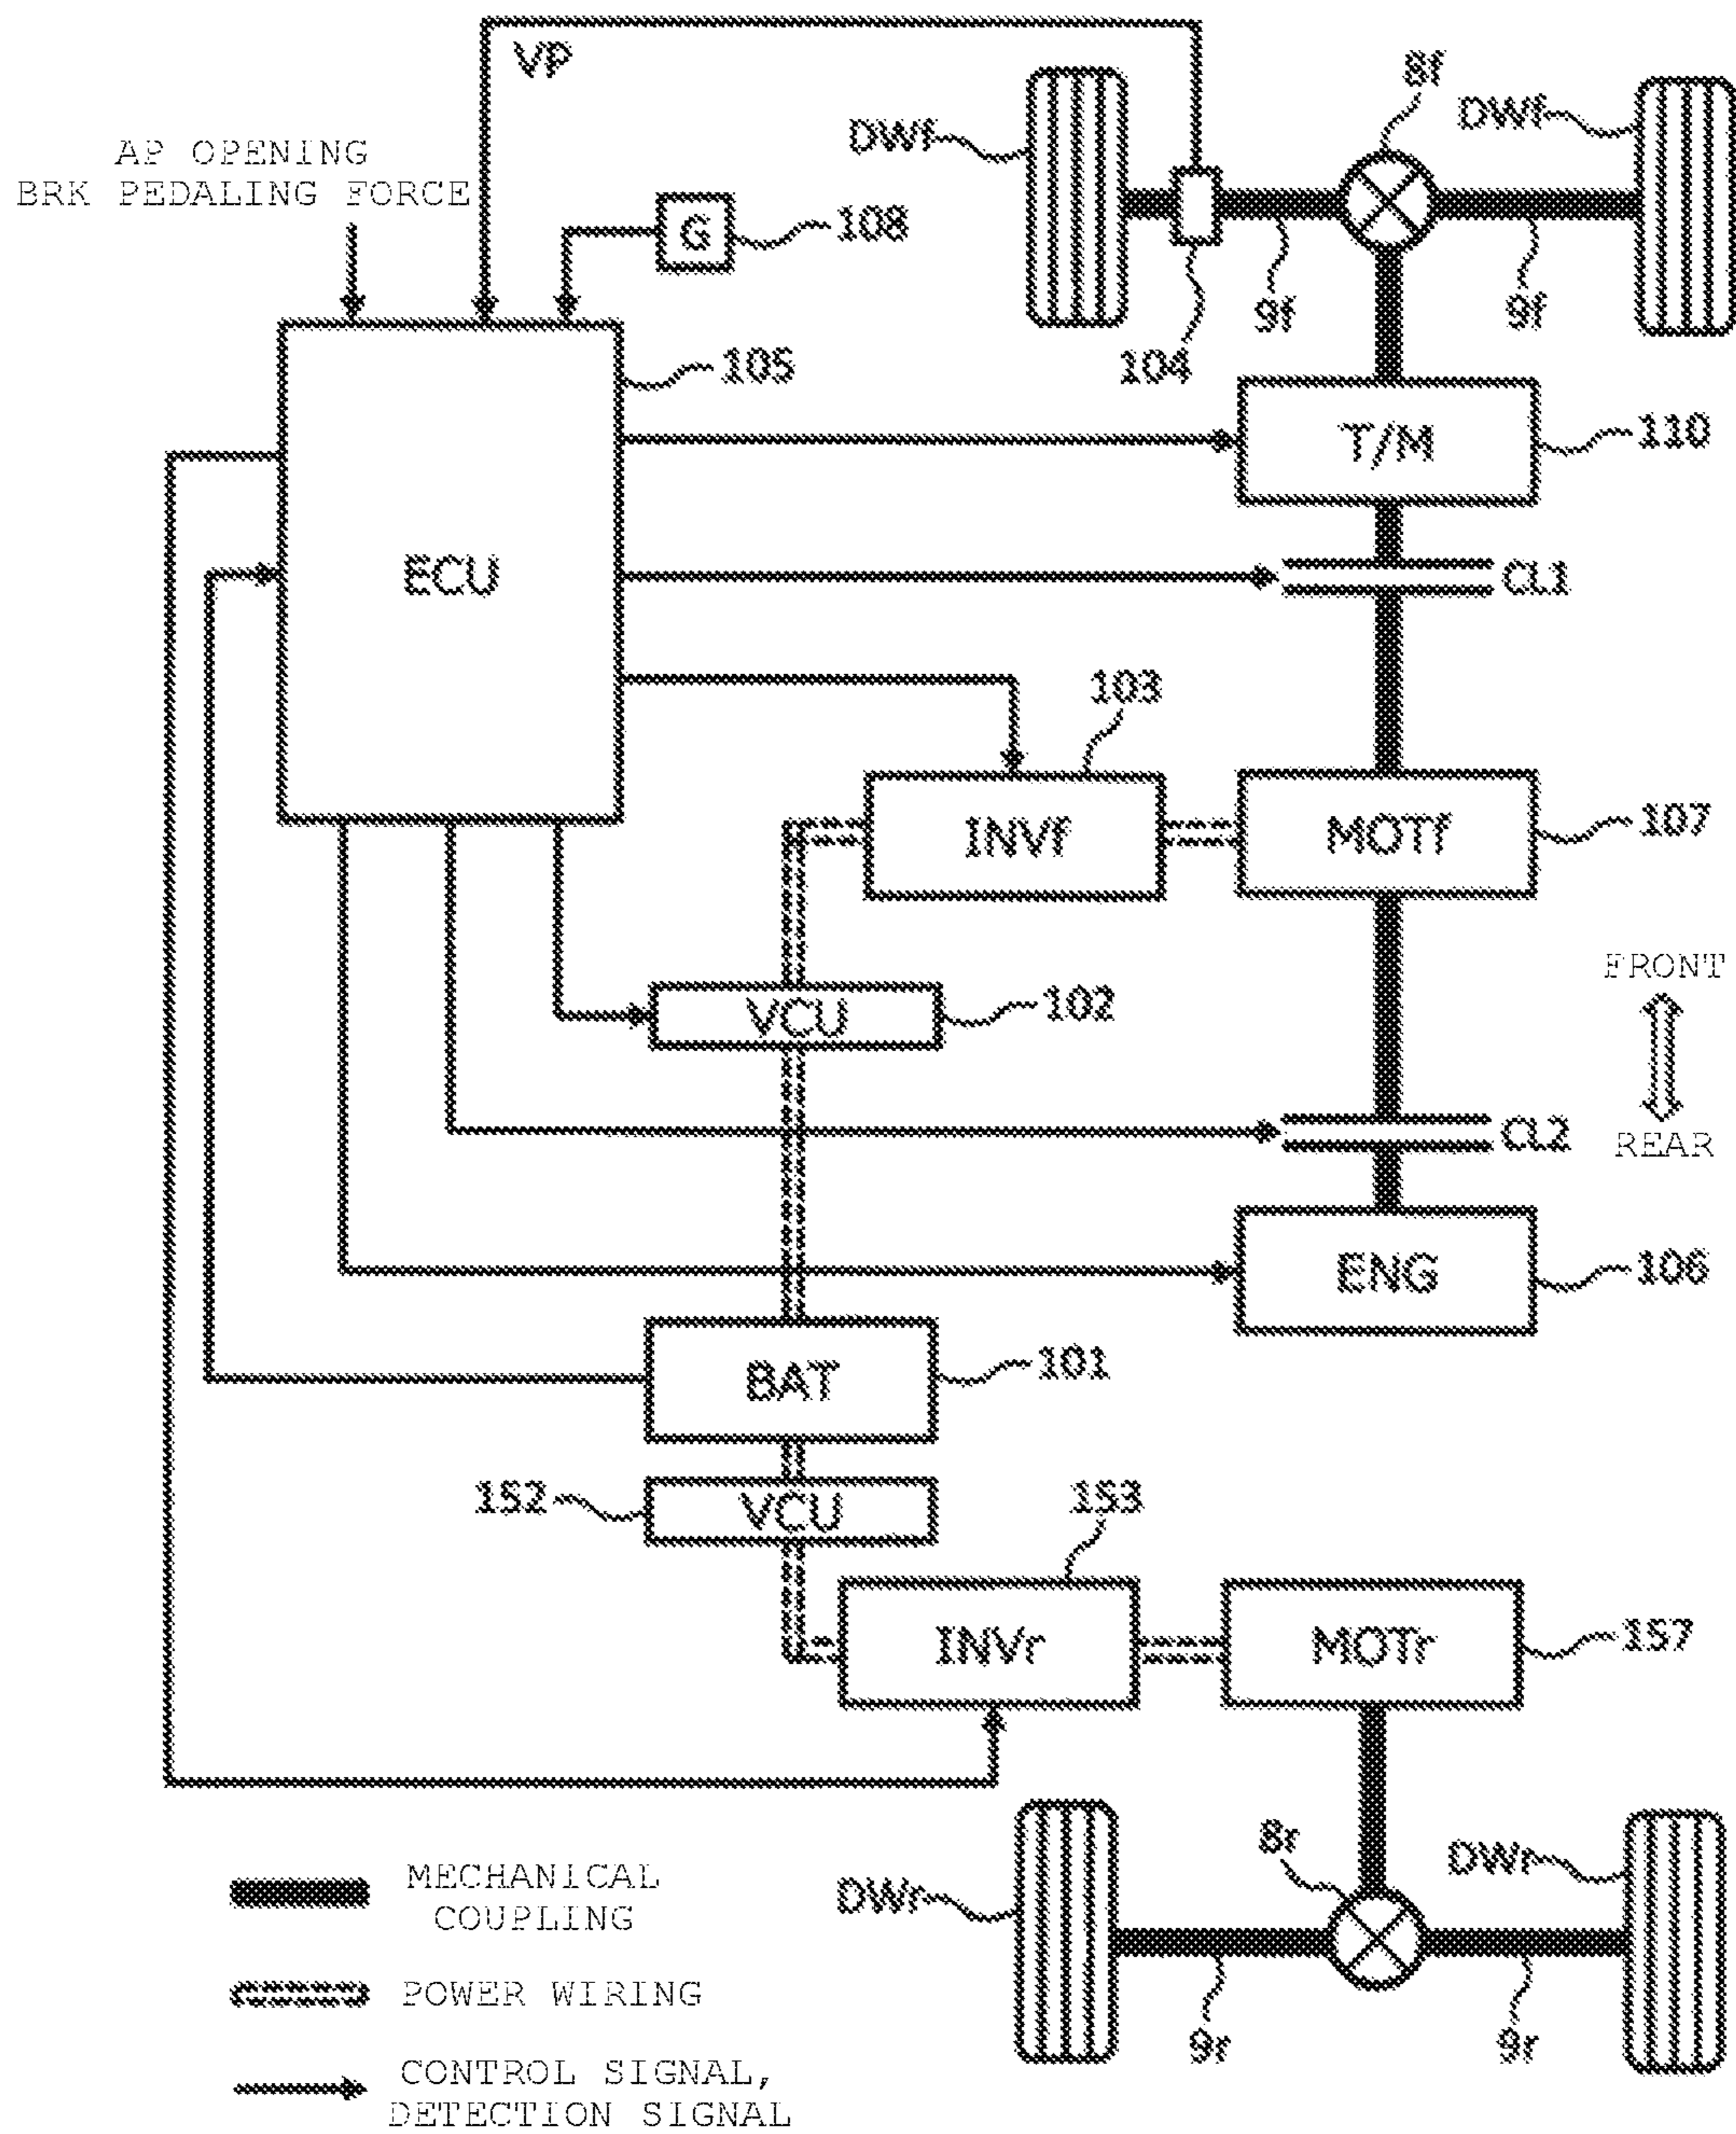 VP
8f
DWf
DWf
AP OPENING
BRK PEDALING FORCE
G
108
9f
9f
104
105
T/M
110
ECU
CL1
103
INVf
MOTf
107
FRONT
VCU
102
CL2
REAR
ENG
106
BAT
101
152
VCU
153
INVr
MOTr
157
8r
DWr
DWr
9r
9r
MECHANICAL
COUPLING
POWER WIRING
CONTROL SIGNAL,
DETECTION SIGNAL